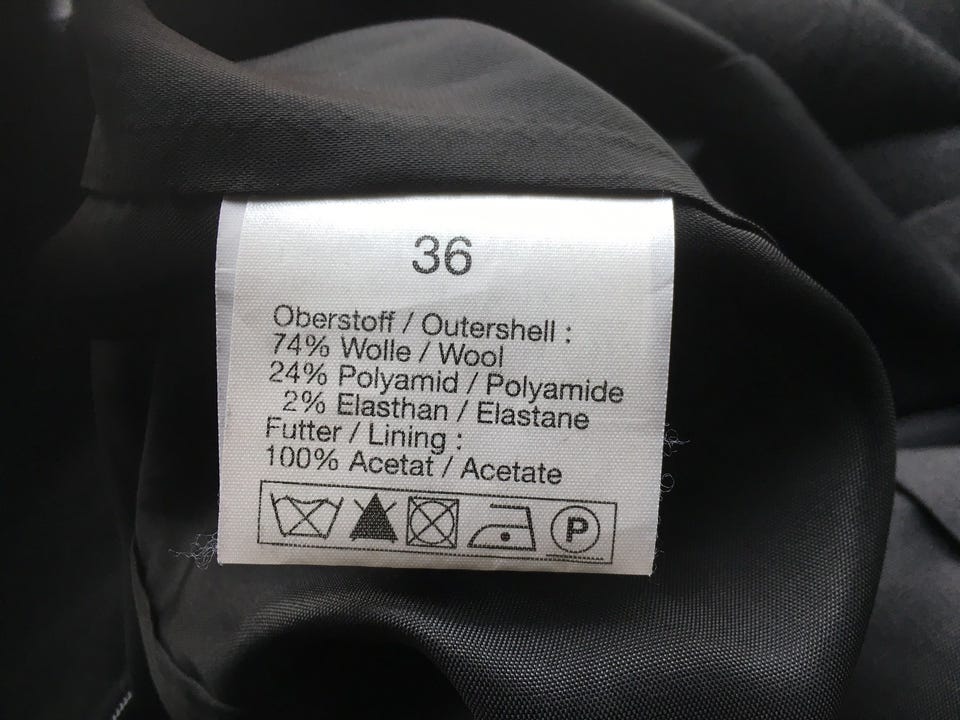 36
Oberstoff / Outershell :
74% Wolle / Wool
24% Polyamid / Polyamide
2% Elasthan / Elastane
Futter / Lining :
100% Acetat / Acetate
P